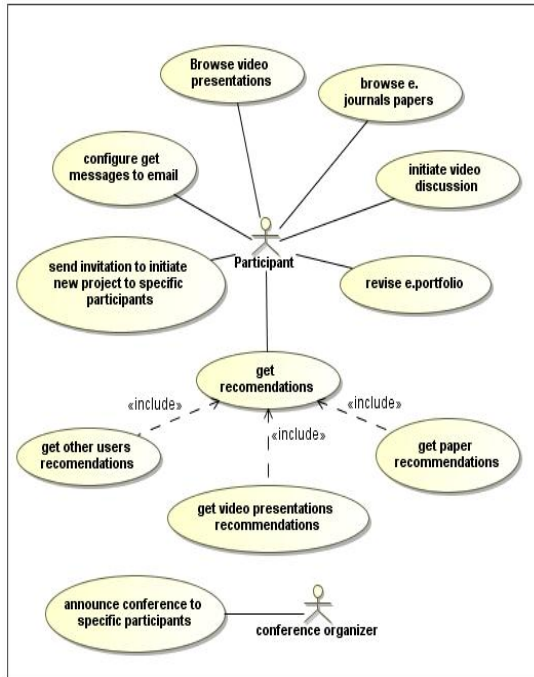 Browse video
presentations
browse e.
journals papers
configure get
messages to email
initiate video
discussion
send invitation to initiate
new project to specific
participants
Participant
revise e.portfolio
get
recomendations
«include»
«include»
«include»
get other users
recomendations
get paper
recommendations
get video presentations
recommendations
announce conference to
specific participants
conference organizer